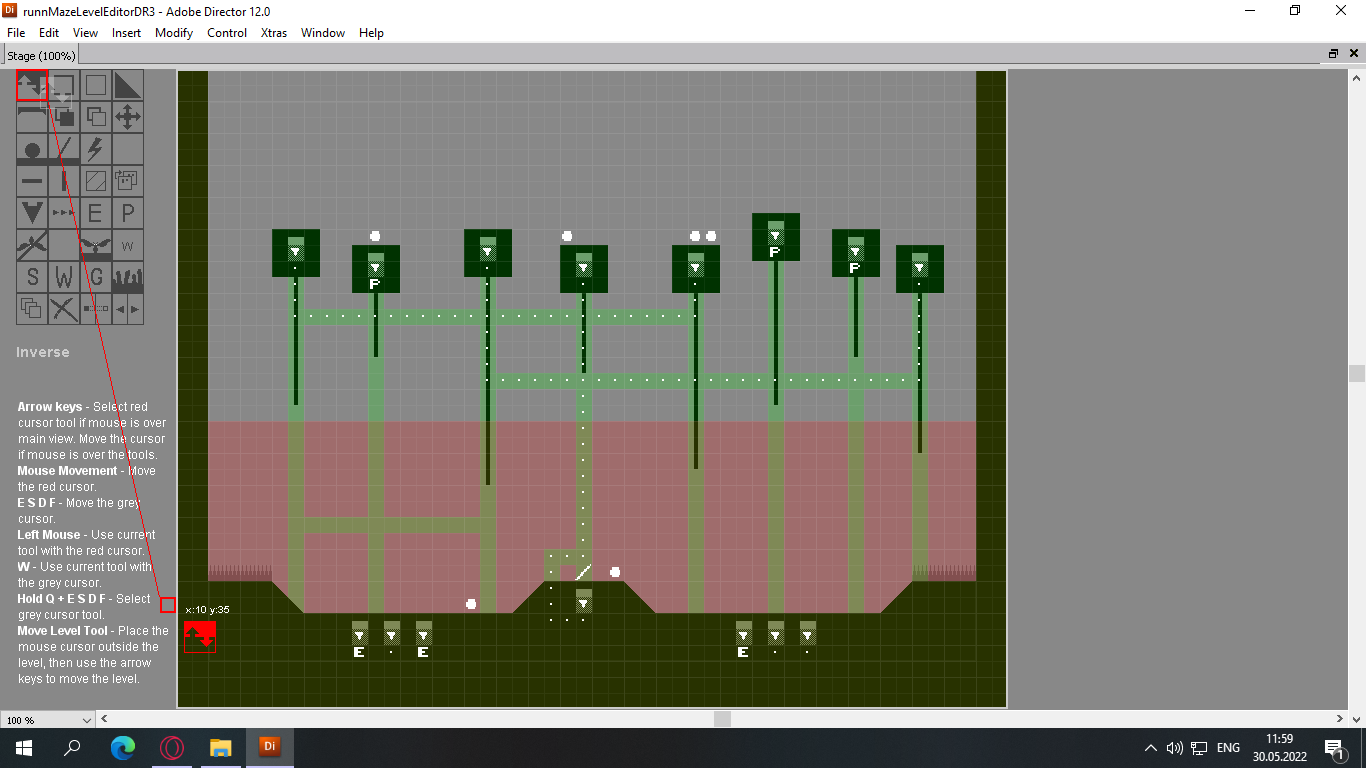 Di runnMazeLevelEditorDR3 - Adobe Director 12.0
File Edit View Insert Modify Control Xtras Window Help
Stage (100%)
E P
W
S W G
P
P
P
Inverse
Arrow keys - Select red
cursor tool if mouse is over
main view. Move the cursor
if mouse is over the tools.
Mouse Movement - Move
the red cursor.
E S D F - Move the grey
cursor.
Left Mouse - Use current
tool with the red cursor.
W - Use current tool with
the grey cursor.
Hold Q + E S D F - Select
grey cursor tool.
Move Level Tool - Place the
mouse cursor outside the
level, then use the arrow
keys to move the level.
x:10 y:35
E E E
100 %
Di
ENG
11:59
30.05.2022
1